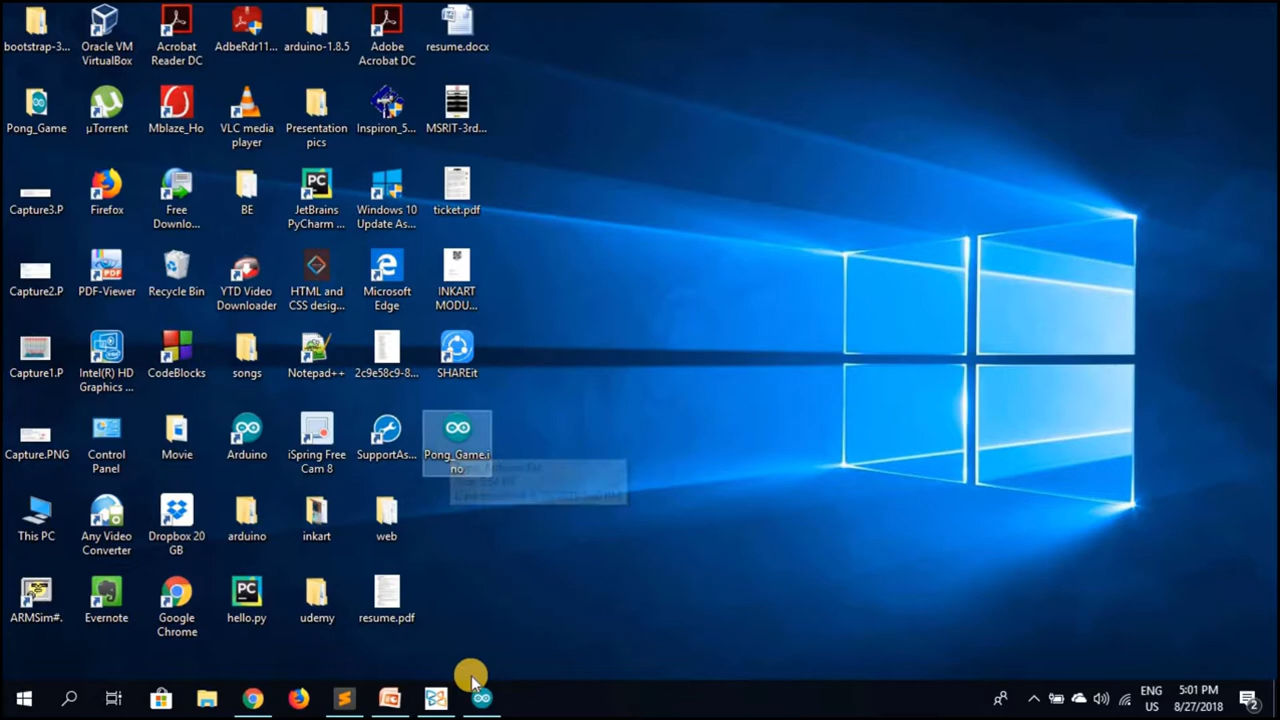 bootstrap-3...
Oracle VM
VirtualBox
Acrobat
Reader DC
AdbeRdr11...
arduino-1.8.5
Adobe
Acrobat DC
resume.docx
Pong_Game
µTorrent
Mblaze_Ho
VLC media
player
Presentation
pics
Inspiron_5...
MSRIT-3rd...
Capture3.P
Firefox
Free
Downlo...
BE
JetBrains
PyCharm ...
Windows 10
Update As...
ticket.pdf
Capture2.P
PDF-Viewer
Recycle Bin
YTD Video
Downloader
HTML and
CSS desig...
Microsoft
Edge
INKART
MODU...
Capture1.P
Intel(R) HD
Graphics ...
CodeBlocks
songs
Notepad++
2c9e58c9-8...
SHAREit
Capture.PNG
Control
Panel
Movie
Arduino
iSpring Free
Cam 8
SupportAs...
Pong_Game.i
no
This PC
Any Video
Converter
Dropbox 20
GB
arduino
inkart
web
ARMSim#.
Evernote
Google
Chrome
hello.py
udemy
resume.pdf
ENG
US
5:01 PM
8/27/2018
2